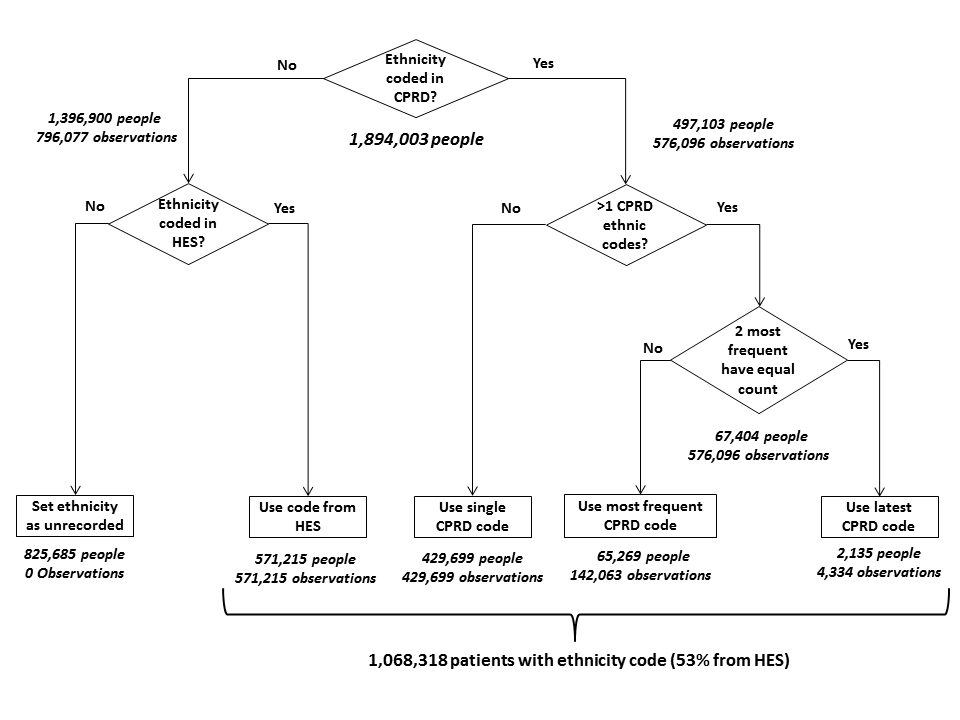 Ethnicity
coded in
CPRD?
No
Yes
1,894,003 people
1,396,900 people
796,077 observations
497,103 people
576,096 observations
Ethnicity
coded in
HES?
No
Yes
>1 CPRD
ethnic
codes?
No
Yes
2 most
frequent
have equal
count
No
Yes
67,404 people
576,096 observations
Set ethnicity
as unrecorded
825,685 people
0 Observations
Use code from
HES
571,215 people
571,215 observations
Use single
CPRD code
429,699 people
429,699 observations
Use most frequent
CPRD code
65,269 people
142,063 observations
Use latest
CPRD code
2,135 people
4,334 observations
1,068,318 patients with ethnicity code (53% from HES)